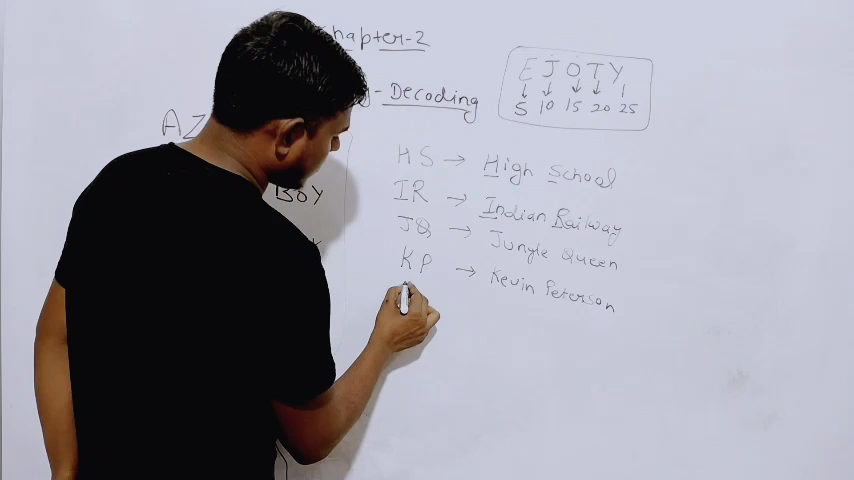 Chapter-2
- Decoding
E J O T Y
5 10 15 20 25
AZ
BOY
HS → High School
IR → Indian Railway
JQ → Jungle Queen
KP → Kevin Peterson